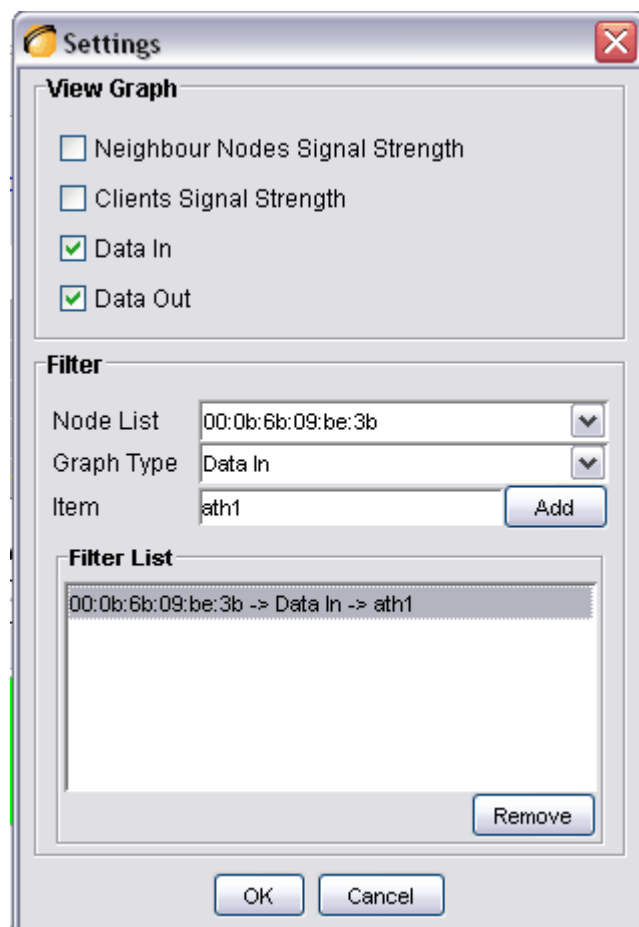 Settings
View Graph
Neighbour Nodes Signal Strength
Clients Signal Strength
Data In
Data Out
Filter
Node List 00:0b:6b:09:be:3b
Graph Type Data In
Item ath1 Add
Filter List
00:0b:6b:09:be:3b -> Data In -> ath1
Remove
OK Cancel